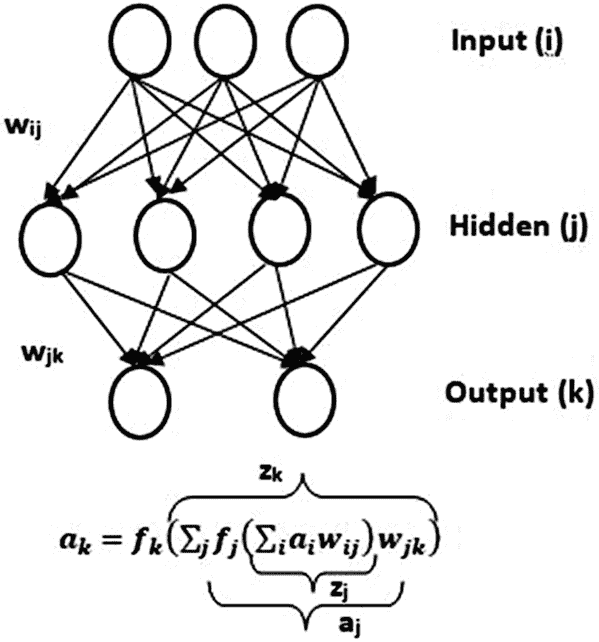 Input (i)
wij
Hidden (j)
wjk
Output (k)
zk
ak = fk(∑j fj(∑i ai wij)wjk)
zj
aj